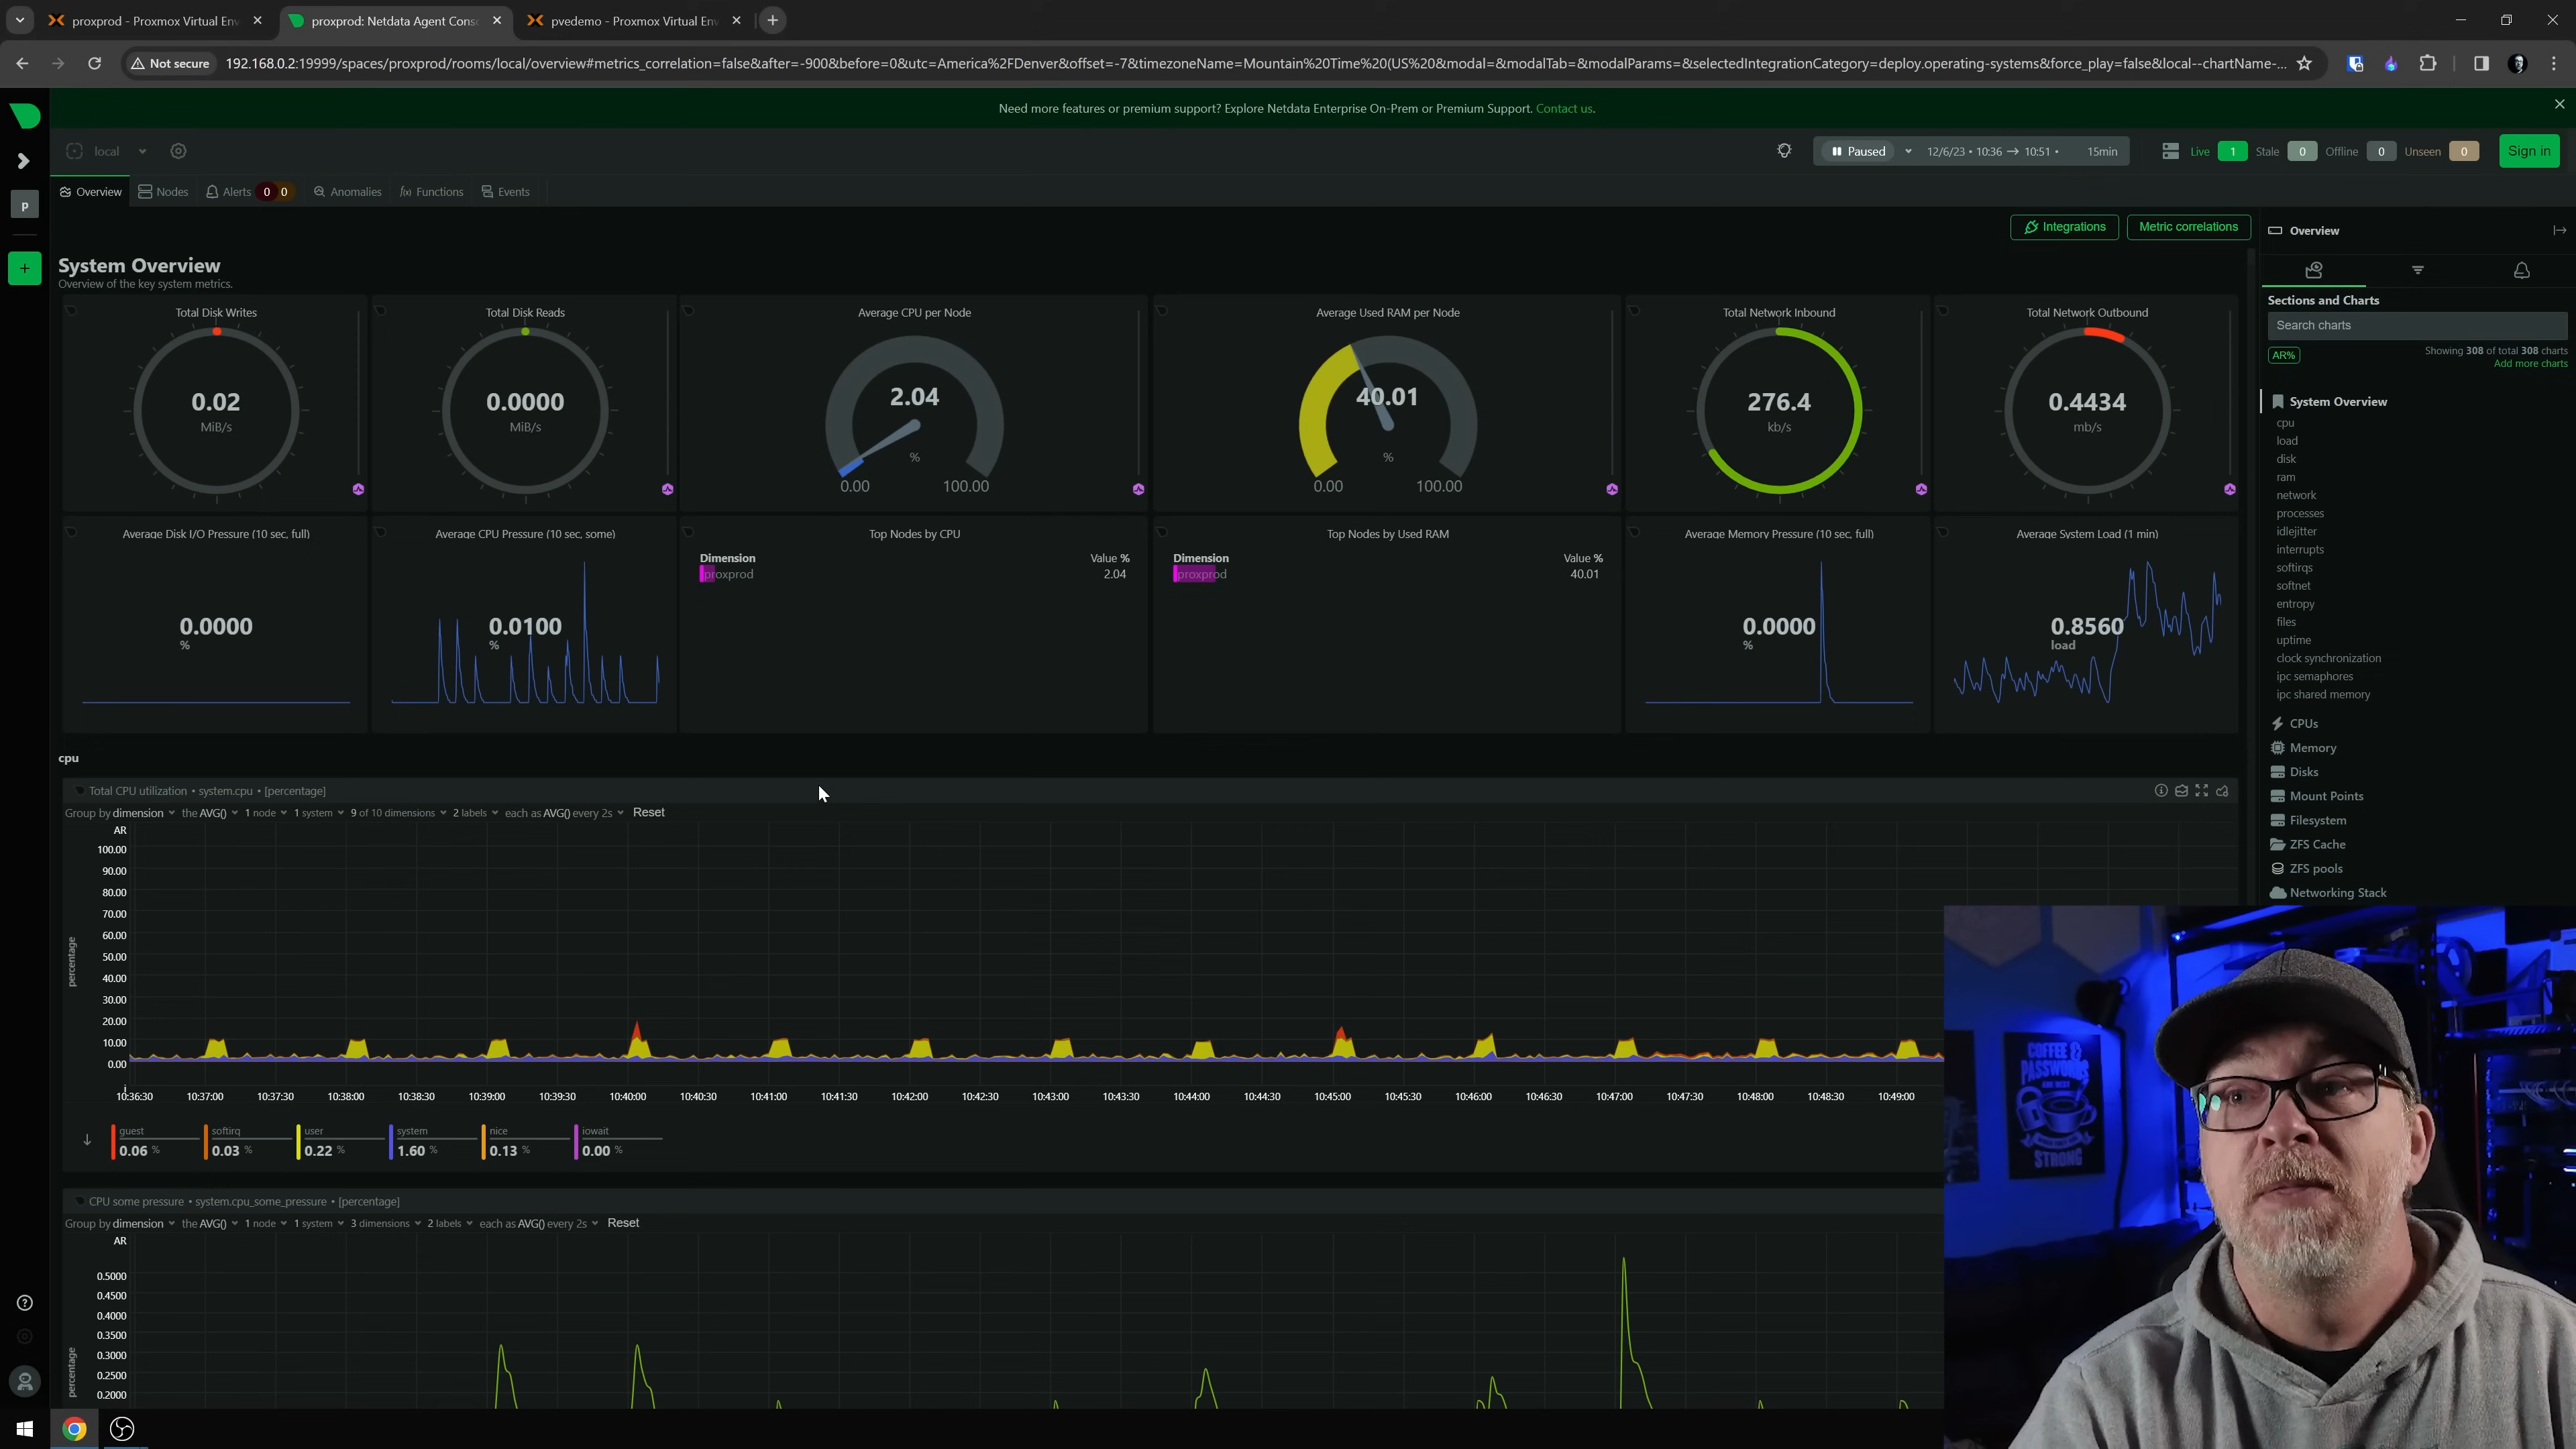 proxprod - Proxmox Virtual Env
proxprod: Netdata Agent Conso
pvedemo - Proxmox Virtual Env
Not secure
192.168.0.2:19999/spaces/proxprod/rooms/local/overview#metrics_correlation=false&after=-900&before=0&utc=America%2FDenver&offset=-7&timezoneName=Mountain%20Time%20(US%20&modal=&modalTab=&modalParams=&selectedIntegrationCategory=deploy.operating-systems&force_play=false&local--chartName-...
Need more features or premium support? Explore Netdata Enterprise On-Prem or Premium Support. Contact us.
local
Paused 12/6/23 • 10:36 → 10:51 • 15min
Live 1 Stale 0 Offline 0 Unseen 0
Sign in
Overview Nodes Alerts 0 0 Anomalies f(x) Functions Events
p
+
Integrations
Metric correlations
System Overview
Overview of the key system metrics.
Total Disk Writes
0.02
MiB/s
Total Disk Reads
0.0000
MiB/s
Average CPU per Node
2.04
%
0.00 100.00
Average Used RAM per Node
40.01
%
0.00 100.00
Total Network Inbound
276.4
kb/s
Total Network Outbound
0.4434
mb/s
Average Disk I/O Pressure (10 sec, full)
0.0000
%
Average CPU Pressure (10 sec, some)
0.0100
%
Top Nodes by CPU
Dimension Value %
proxprod 2.04
Top Nodes by Used RAM
Dimension Value %
proxprod 40.01
Average Memory Pressure (10 sec, full)
0.0000
%
Average System Load (1 min)
0.8560
load
cpu
Total CPU utilization • system.cpu • [percentage]
Group by dimension the AVG() 1 node 1 system 9 of 10 dimensions 2 labels each as AVG() every 2s Reset
AR
100.00
90.00
80.00
70.00
60.00
50.00
40.00
30.00
20.00
10.00
0.00
percentage
10:36:30 10:37:00 10:37:30 10:38:00 10:38:30 10:39:00 10:39:30 10:40:00 10:40:30 10:41:00 10:41:30 10:42:00 10:42:30 10:43:00 10:43:30 10:44:00 10:44:30 10:45:00 10:45:30 10:46:00 10:46:30 10:47:00 10:47:30 10:48:00 10:48:30 10:49:00
guest softirq user system nice iowait
0.06 % 0.03 % 0.22 % 1.60 % 0.13 % 0.00 %
CPU some pressure • system.cpu_some_pressure • [percentage]
Group by dimension the AVG() 1 node 1 system 3 dimensions 2 labels each as AVG() every 2s Reset
AR
0.5000
0.4500
0.4000
0.3500
0.3000
0.2500
0.2000
percentage
Overview
Sections and Charts
Search charts
AR%
Showing 308 of total 308 charts
Add more charts
System Overview
cpu
load
disk
ram
network
processes
idlejitter
interrupts
softirqs
softnet
entropy
files
uptime
clock synchronization
ipc semaphores
ipc shared memory
CPUs
Memory
Disks
Mount Points
Filesystem
ZFS Cache
ZFS pools
Networking Stack
COFFEE &
PASSWORDS
STRONG